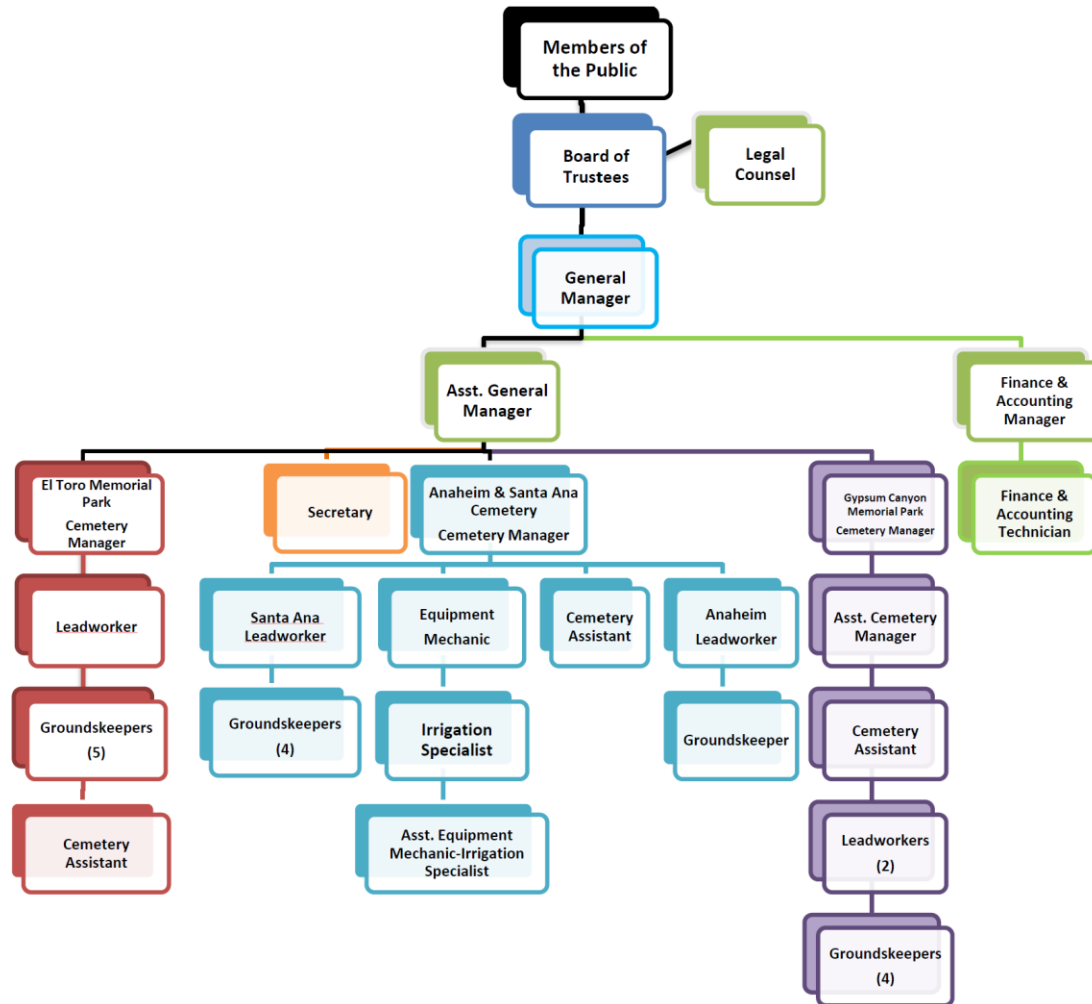 Members of
the Public
Board of
Trustees
Legal
Counsel
General
Manager
Asst. General
Manager
Finance &
Accounting
Manager
El Toro Memorial
Park
Cemetery
Manager
Secretary
Anaheim & Santa Ana
Cemetery
Cemetery Manager
Gypsum Canyon
Memorial Park
Cemetery Manager
Finance &
Accounting
Technician
Leadworker
Santa Ana
Leadworker
Equipment
Mechanic
Cemetery
Assistant
Anaheim
Leadworker
Asst. Cemetery
Manager
Groundskeepers
(5)
Groundskeepers
(4)
Irrigation
Specialist
Groundskeeper
Cemetery
Assistant
Cemetery
Assistant
Asst. Equipment
Mechanic-Irrigation
Specialist
Leadworkers
(2)
Groundskeepers
(4)